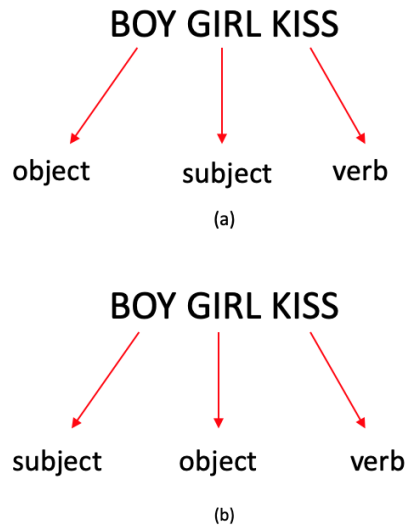 BOY GIRL KISS
object subject verb
(a)
BOY GIRL KISS
subject object verb
(b)